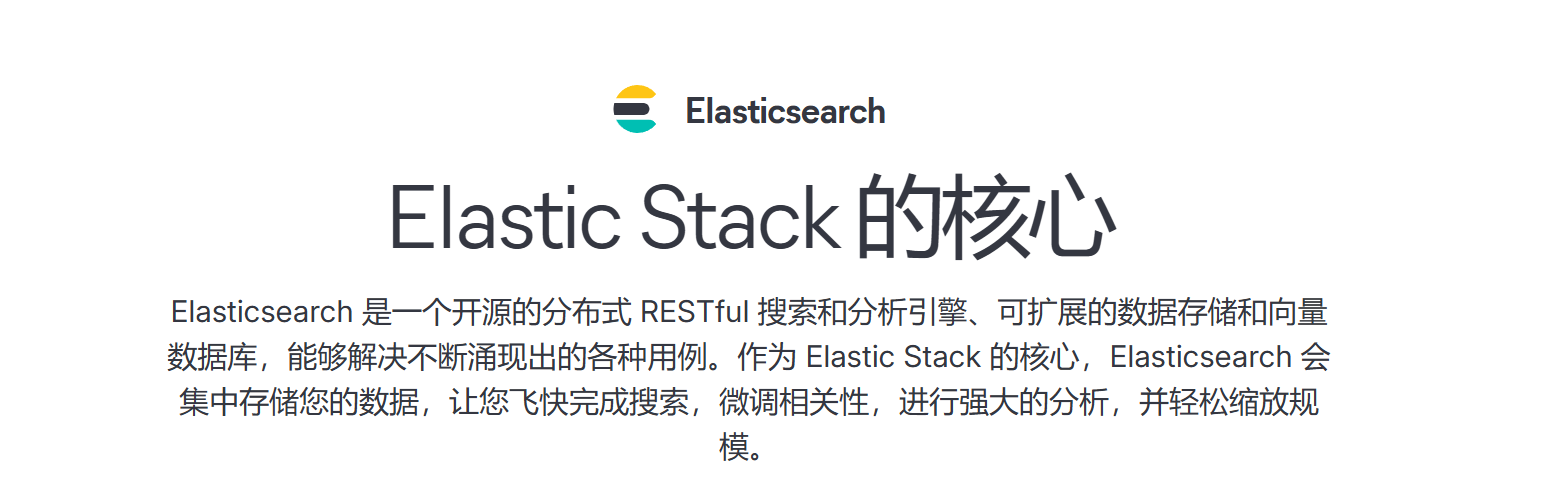 Elasticsearch
Elastic Stack 的核心
Elasticsearch 是一个开源的分布式 RESTful 搜索和分析引擎、可扩展的数据存储和向量
数据库，能够解决不断涌现出的各种用例。作为 Elastic Stack 的核心，Elasticsearch 会
集中存储您的数据，让您飞快完成搜索，微调相关性，进行强大的分析，并轻松缩放规
模。